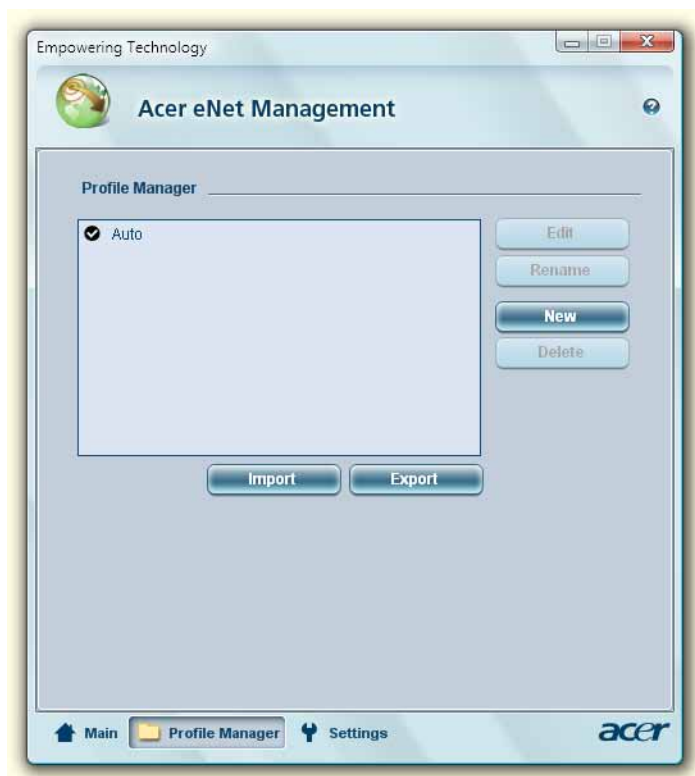 Empowering Technology
Acer eNet Management
Profile Manager
Auto
Edit
Rename
New
Delete
Import Export
Main Profile Manager Settings acer